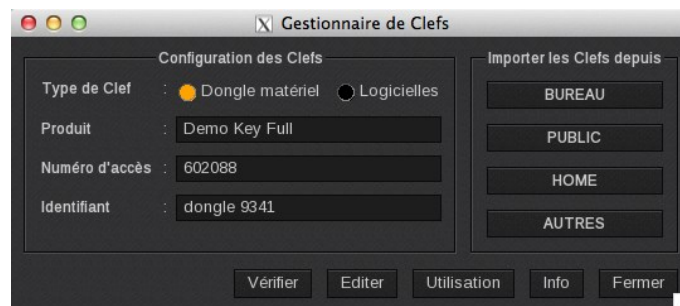 Gestionnaire de Clefs
Configuration des Clefs
Type de Clef : Dongle matériel Logicielles
Produit : Demo Key Full
Numéro d'accès : 602088
Identifiant : dongle 9341
Importer les Clefs depuis
BUREAU
PUBLIC
HOME
AUTRES
Vérifier Editer Utilisation Info Fermer